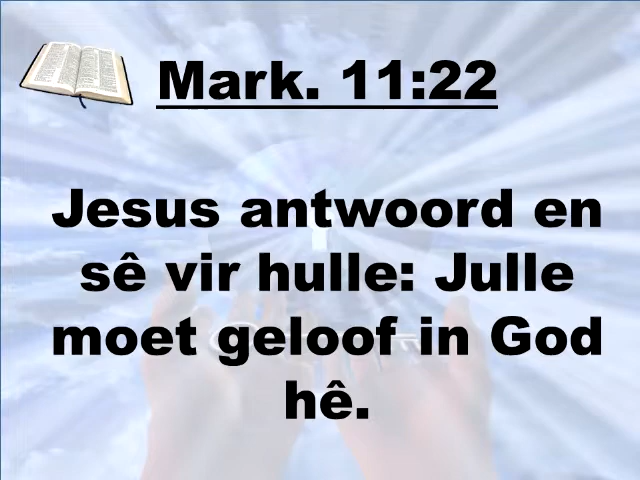 Mark. 11:22
Jesus antwoord en
sê vir hulle: Julle
moet geloof in God
hê.